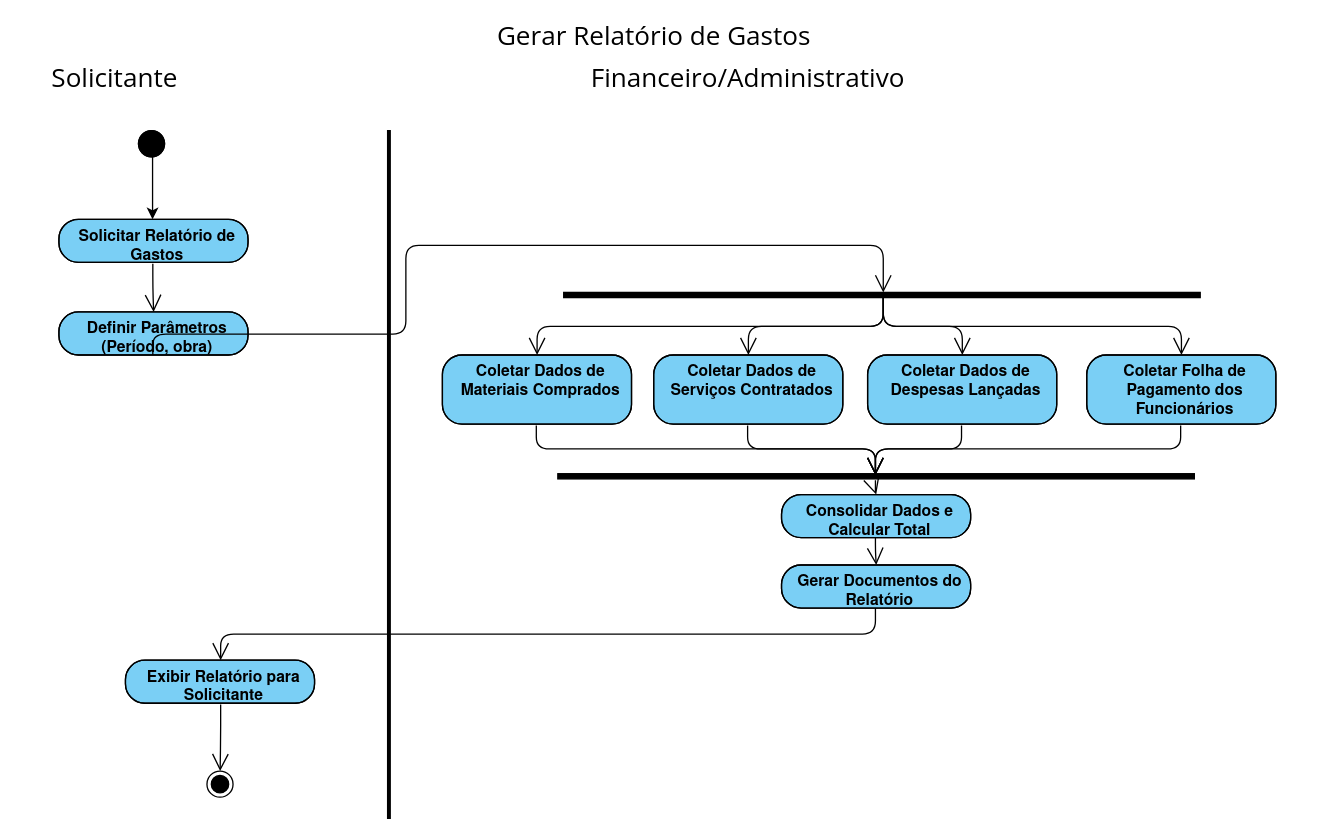 Gerar Relatório de Gastos
Solicitante
Financeiro/Administrativo
Solicitar Relatório de
Gastos
Definir Parâmetros
(Período, obra)
Coletar Dados de
Materiais Comprados
Coletar Dados de
Serviços Contratados
Coletar Dados de
Despesas Lançadas
Coletar Folha de
Pagamento dos
Funcionários
Consolidar Dados e
Calcular Total
Gerar Documentos do
Relatório
Exibir Relatório para
Solicitante